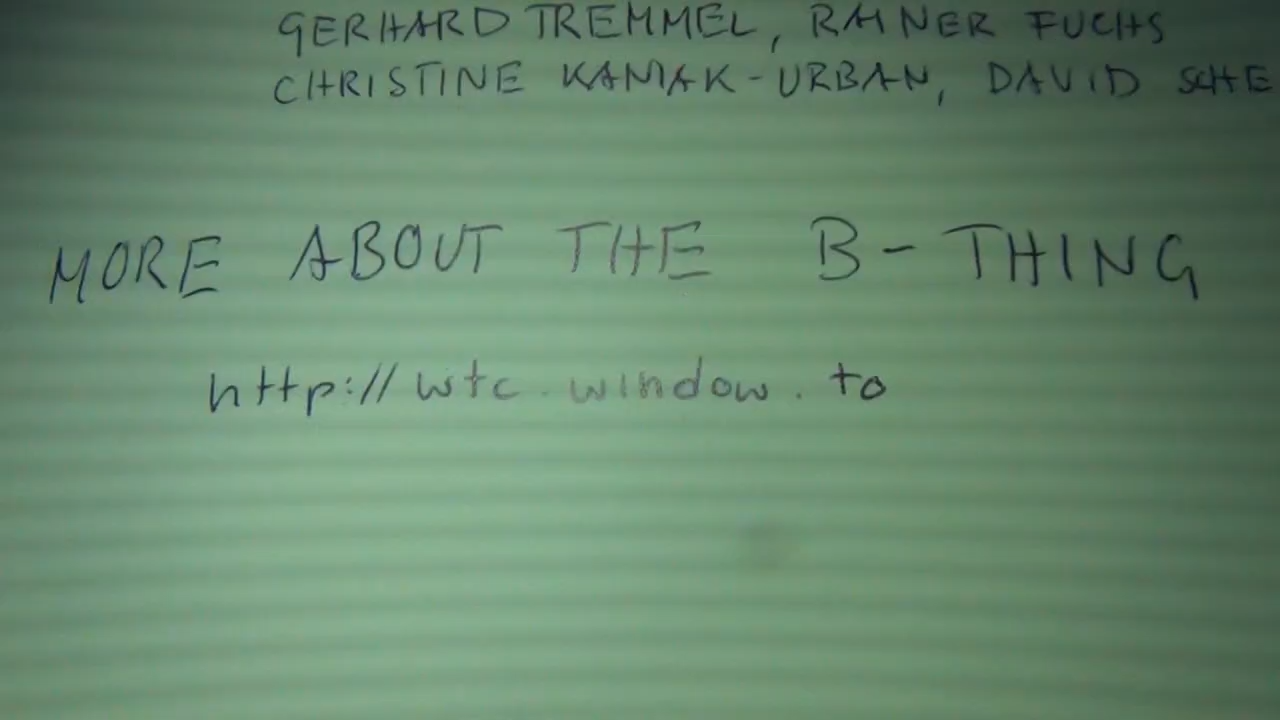 GERHARD TREMMEL, RAINER FUCHS
CHRISTINE KANIAK-URBAN, DAVID SCHE
MORE ABOUT THE B-THING
http://wtc.window.to